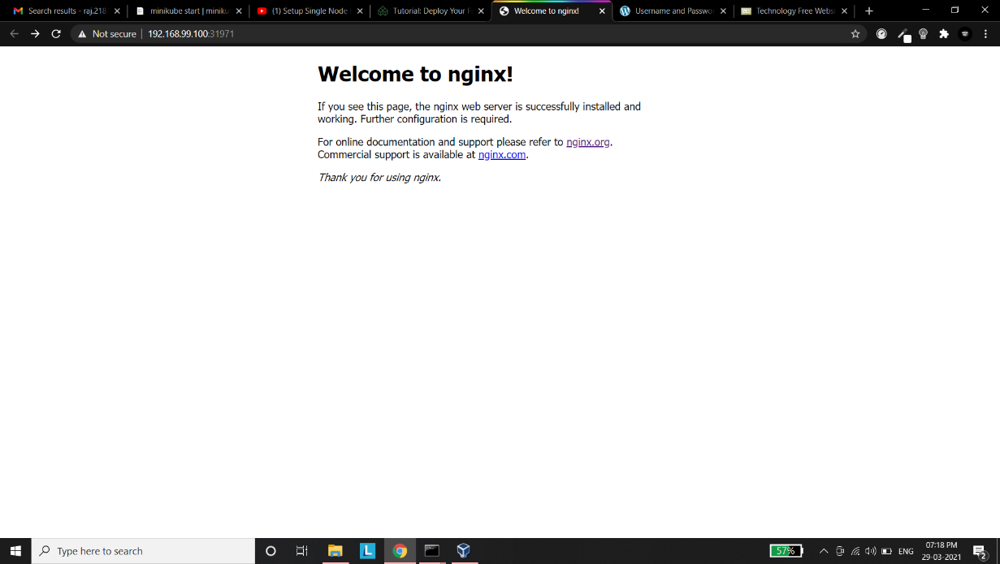 Search results - raj.218
minikube start | miniku
(1) Setup Single Node
Tutorial: Deploy Your F
Welcome to nginx!
Username and Passwo
Technology Free Websi
Not secure
192.168.99.100:31971
Welcome to nginx!
If you see this page, the nginx web server is successfully installed and
working. Further configuration is required.
For online documentation and support please refer to nginx.org.
Commercial support is available at nginx.com.
Thank you for using nginx.
Type here to search
L
57%
ENG
07:18 PM
29-03-2021
2